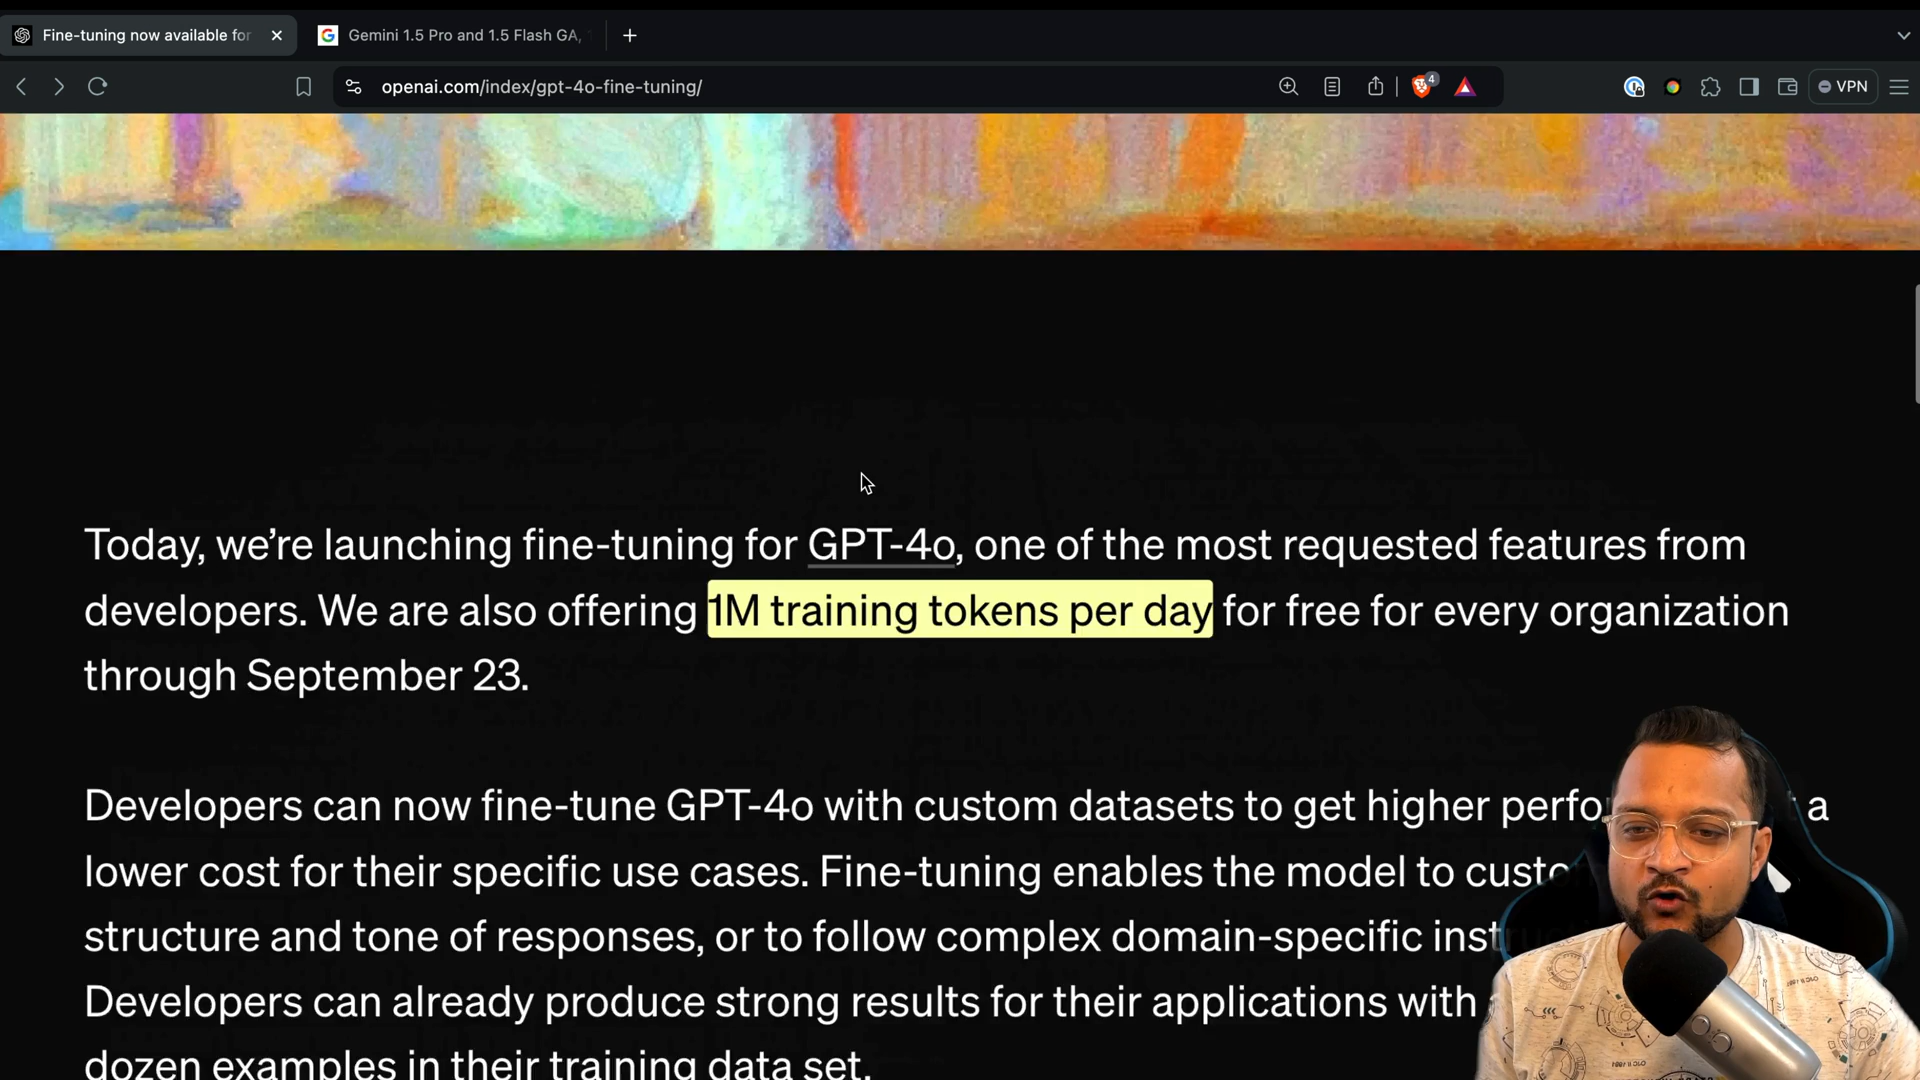 Fine-tuning now available for
Gemini 1.5 Pro and 1.5 Flash GA,
openai.com/index/gpt-4o-fine-tuning/
4
VPN
Today, we’re launching fine-tuning for GPT-4o, one of the most requested features from
developers. We are also offering 1M training tokens per day for free for every organization
through September 23.
Developers can now fine-tune GPT-4o with custom datasets to get higher a
lower cost for their specific use cases. Fine-tuning enables the model to
structure and tone of responses, or to follow complex domain-specific
Developers can already produce strong results for their applications with
dozen examples in their training data set.